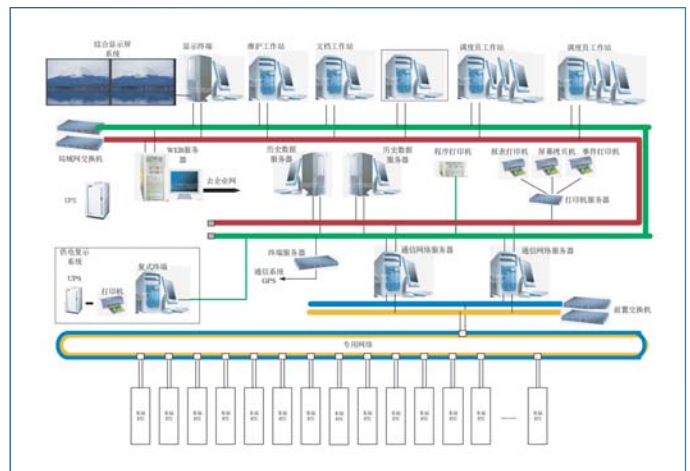 综合显示屏
系统
显示终端
维护工作站
文档工作站
调度员工作站
调度员工作站
局域网交换机
WEB服务
器
去企业网
历史数据
服务器
历史数据
服务器
程序打印机
报表打印机
屏幕拷贝机
事件打印机
打印机服务器
UPS
供电复示
系统
UPS
打印机
复式终端
终端服务器
通信系统
GPS
通信网络服务器
通信网络服务器
前置交换机
专用网络